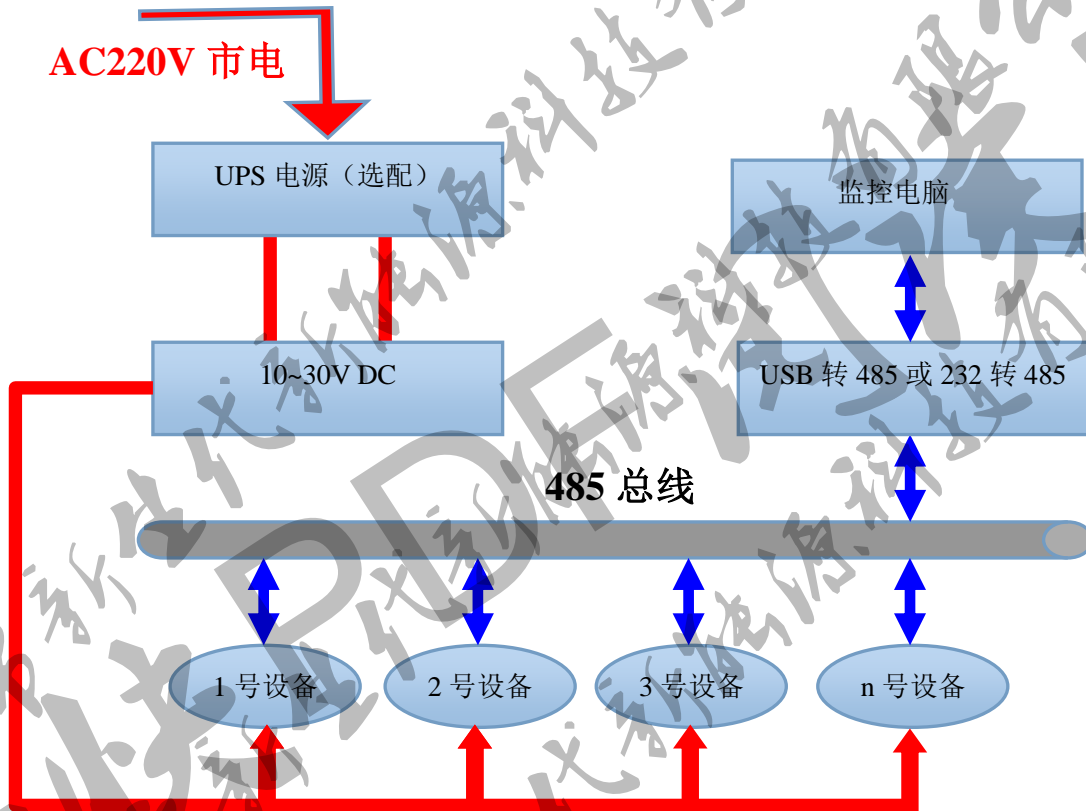 AC220V 市电
UPS 电源（选配）
监控电脑
10~30V DC
USB 转 485 或 232 转 485
485 总线
1 号设备
2 号设备
3 号设备
n 号设备